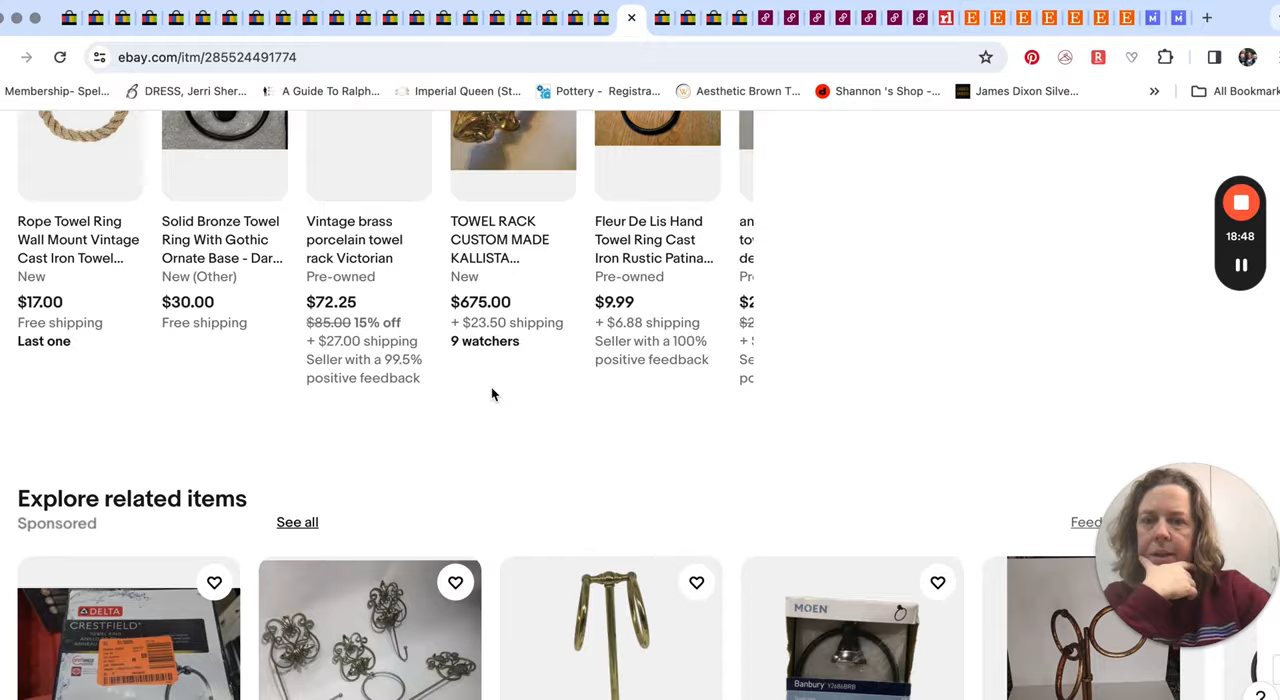 ebay.com/itm/285524491774
Membership- Spel...
DRESS, Jerri Sher...
A Guide To Ralph...
Imperial Queen (St...
Pottery - Registra...
Aesthetic Brown T...
Shannon 's Shop -...
James Dixon Silve...
All Bookmar
18:48
Rope Towel Ring
Wall Mount Vintage
Cast Iron Towel...
New
$17.00
Free shipping
Last one
Solid Bronze Towel
Ring With Gothic
Ornate Base - Dar...
New (Other)
$30.00
Free shipping
Vintage brass
porcelain towel
rack Victorian
Pre-owned
$72.25
$85.00 15% off
+ $27.00 shipping
Seller with a 99.5%
positive feedback
TOWEL RACK
CUSTOM MADE
KALLISTA...
New
$675.00
+ $23.50 shipping
9 watchers
Fleur De Lis Hand
Towel Ring Cast
Iron Rustic Patina...
Pre-owned
$9.99
+ $6.88 shipping
Seller with a 100%
positive feedback
Explore related items
Sponsored
See all
Feed
DELTA
CRESTFIELD
MOEN
Banbury